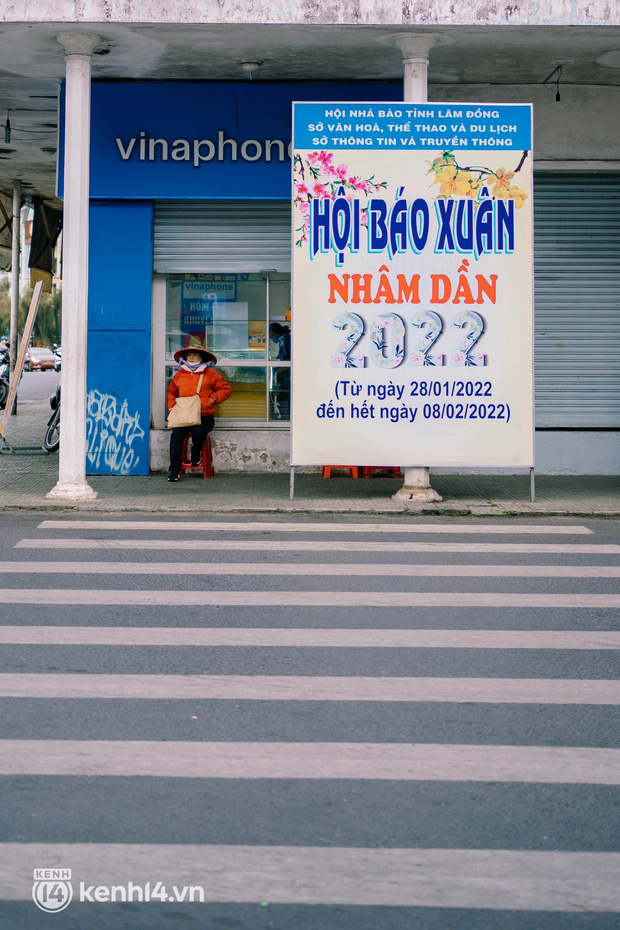 HỘI NHÀ BÁO TỈNH LÂM ĐỒNG
SỞ VĂN HOÁ, THỂ THAO VÀ DU LỊCH
SỞ THÔNG TIN VÀ TRUYỀN THÔNG
vinaphone
HỘI BÁO XUÂN
NHÂM DẦN
2022
(Từ ngày 28/01/2022
đến hết ngày 08/02/2022)
vinaphone
KENH
14
kenh14.vn